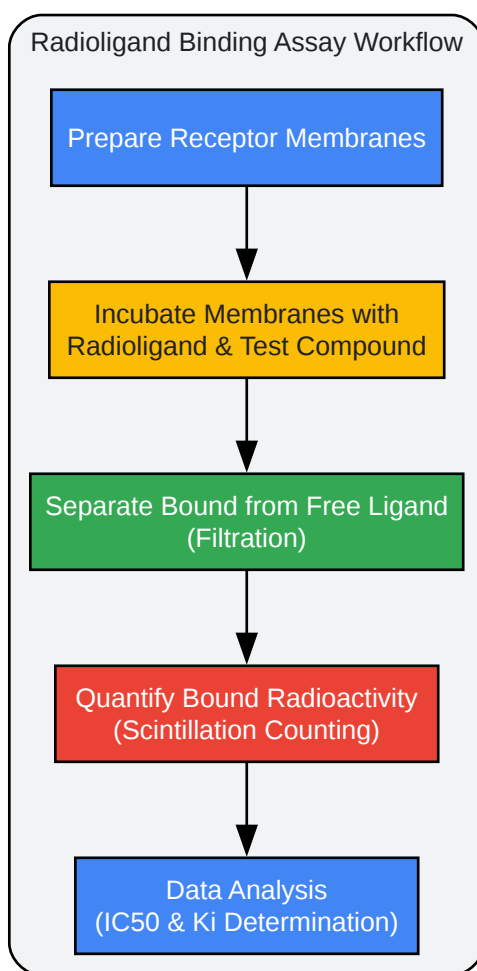 Radioligand Binding Assay Workflow
Prepare Receptor Membranes
Incubate Membranes with
Radioligand & Test Compound
Separate Bound from Free Ligand
(Filtration)
Quantify Bound Radioactivity
(Scintillation Counting)
Data Analysis
(IC50 & Ki Determination)